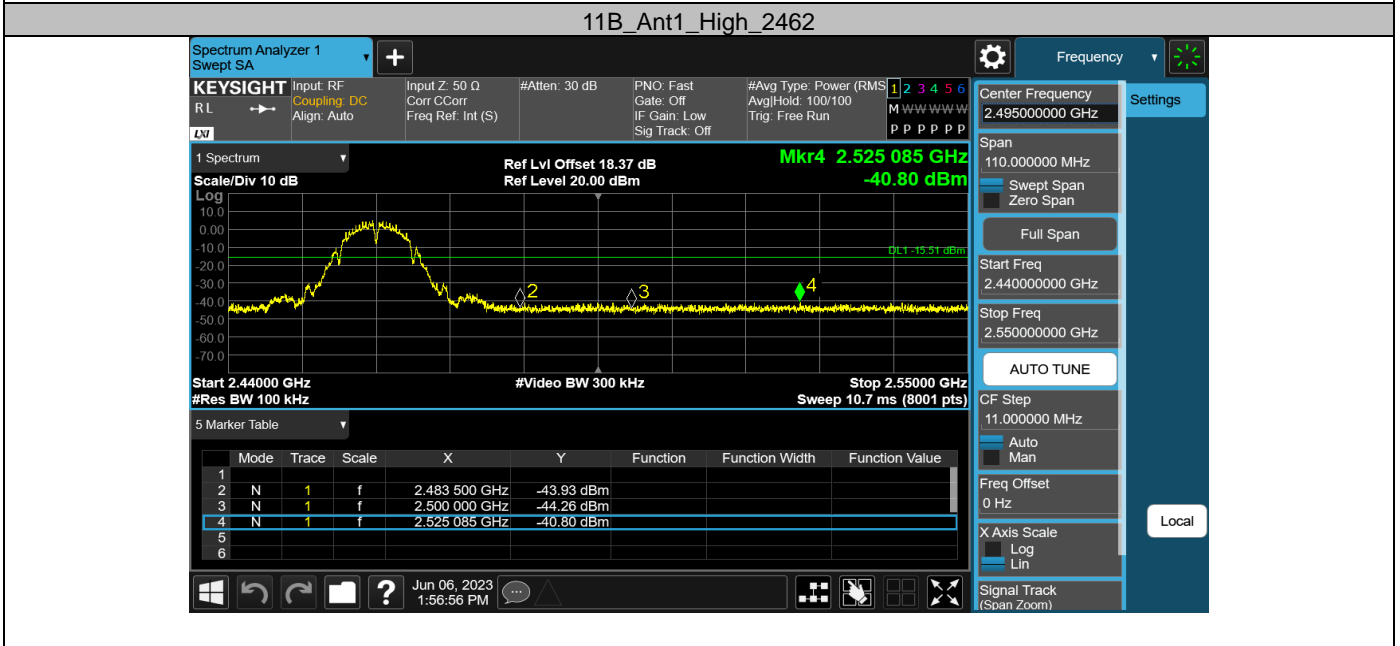 11B_Ant1_High_2462
Spectrum Analyzer 1
Swept SA
+
Frequency
KEYSIGHT
RL
LXI
Input: RF
Coupling: DC
Align: Auto
Input Z: 50 Ω
Corr CCorr
Freq Ref: Int (S)
#Atten: 30 dB
PNO: Fast
Gate: Off
IF Gain: Low
Sig Track: Off
#Avg Type: Power (RMS
Avg|Hold: 100/100
Trig: Free Run
1 2 3 4 5 6
M W W W W W
P P P P P P
1 Spectrum
Scale/Div 10 dB
Ref Lvl Offset 18.37 dB
Ref Level 20.00 dBm
Mkr4 2.525 085 GHz
-40.80 dBm
Log
10.0
0.00
-10.0
-20.0
-30.0
-40.0
-50.0
-60.0
-70.0
DL1 -15.51 dBm
2
3
4
Start 2.44000 GHz
#Video BW 300 kHz
Stop 2.55000 GHz
#Res BW 100 kHz
Sweep 10.7 ms (8001 pts)
5 Marker Table
Mode Trace Scale X Y Function Function Width Function Value
1
2 N 1 f 2.483 500 GHz -43.93 dBm
3 N 1 f 2.500 000 GHz -44.26 dBm
4 N 1 f 2.525 085 GHz -40.80 dBm
5
6
?
Jun 06, 2023
1:56:56 PM
Center Frequency
2.495000000 GHz
Settings
Span
110.000000 MHz
Swept Span
Zero Span
Full Span
Start Freq
2.440000000 GHz
Stop Freq
2.550000000 GHz
AUTO TUNE
CF Step
11.000000 MHz
Auto
Man
Freq Offset
0 Hz
Local
X Axis Scale
Log
Lin
Signal Track
(Span Zoom)